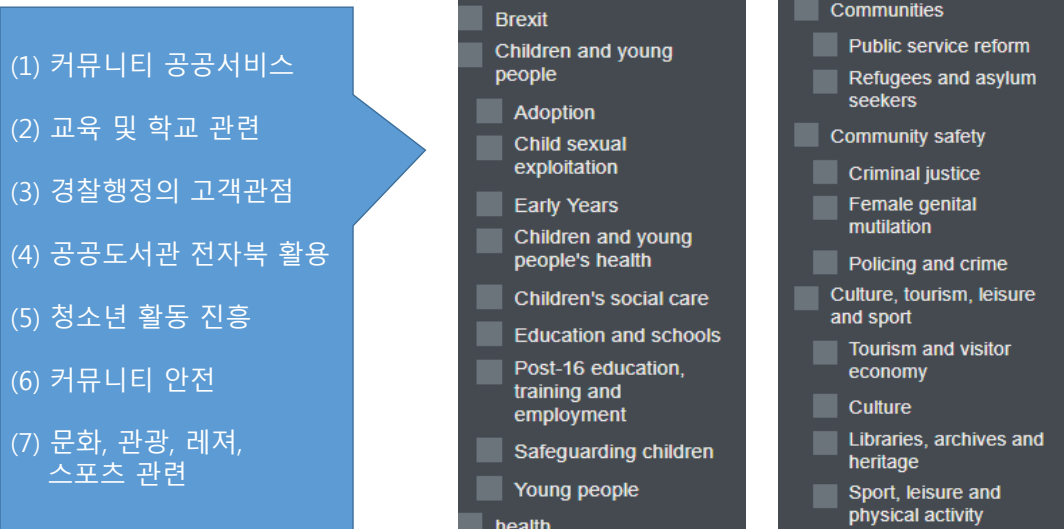 (1) 커뮤니티 공공서비스
(2) 교육 및 학교 관련
(3) 경찰행정의 고객관점
(4) 공공도서관 전자북 활용
(5) 청소년 활동 진흥
(6) 커뮤니티 안전
(7) 문화, 관광, 레져,
스포츠 관련
Brexit
Children and young
people
Adoption
Child sexual
exploitation
Early Years
Children and young
people's health
Children's social care
Education and schools
Post-16 education,
training and
employment
Safeguarding children
Young people
health
Communities
Public service reform
Refugees and asylum
seekers
Community safety
Criminal justice
Female genital
mutilation
Policing and crime
Culture, tourism, leisure
and sport
Tourism and visitor
economy
Culture
Libraries, archives and
heritage
Sport, leisure and
physical activity